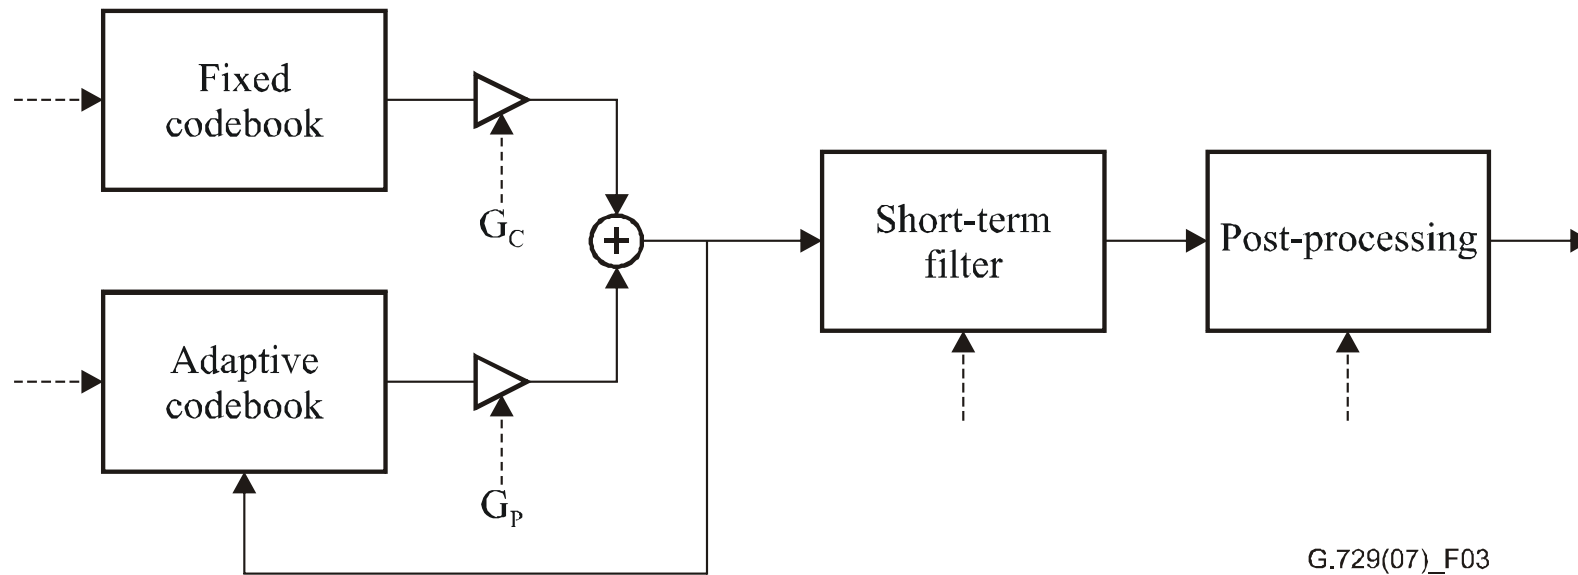 Fixed
codebook
G_C
+
Short-term
filter
Post-processing
Adaptive
codebook
G_P
G.729(07)_F03